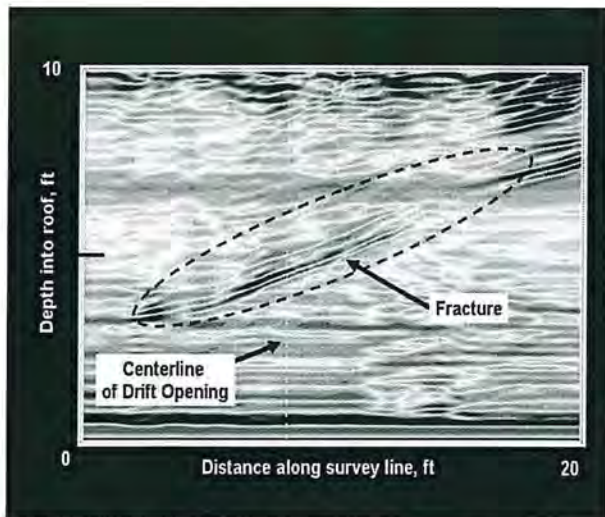 10
Depth into roof, ft
Fracture
Centerline
of Drift Opening
0
Distance along survey line, ft
20